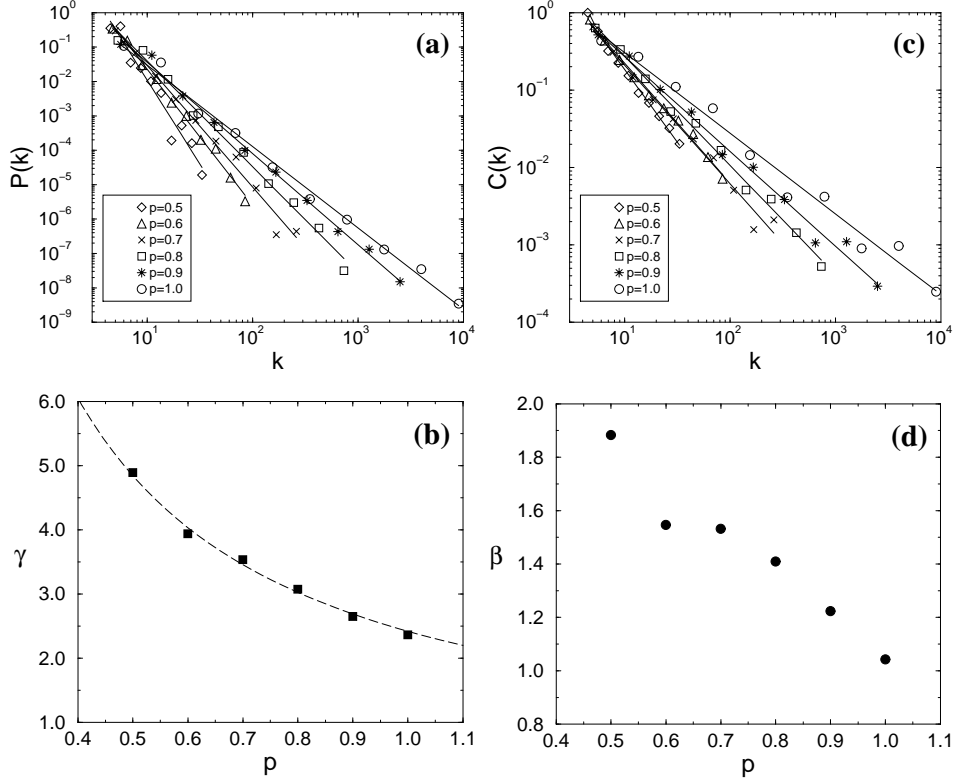 (a)
10^0
10^-1
10^-2
10^-3
10^-4
10^-5
10^-6
10^-7
10^-8
10^-9
P(k)
p=0.5
p=0.6
p=0.7
p=0.8
p=0.9
p=1.0
10^1 10^2 10^3 10^4
k
(c)
10^0
10^-1
10^-2
10^-3
10^-4
C(k)
p=0.5
p=0.6
p=0.7
p=0.8
p=0.9
p=1.0
10^1 10^2 10^3 10^4
k
(b)
6.0
5.0
4.0
3.0
2.0
1.0
γ
0.4 0.5 0.6 0.7 0.8 0.9 1.0 1.1
p
(d)
2.0
1.8
1.6
1.4
1.2
1.0
0.8
β
0.4 0.5 0.6 0.7 0.8 0.9 1.0 1.1
p